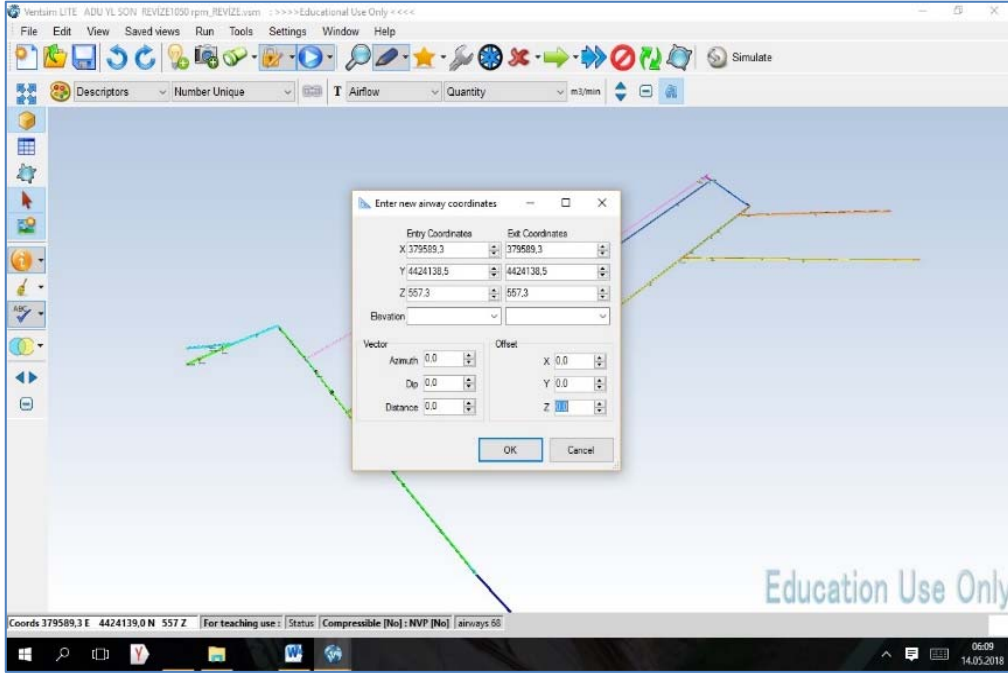 Ventsim LITE ADU YL SON REVİZE1050 rpm_REVİZE.vsm : >>>>Educational Use Only <<<<
File Edit View Saved views Run Tools Settings Window Help
Simulate
Descriptors Number Unique T Airflow Quantity m3/min
Enter new airway coordinates
Entry Coordinates Exit Coordinates
X 379589,3 379589,3
Y 4424138,5 4424138,5
Z 557,3 557,3
Elevation
Vector Offset
Azimuth 0,0 X 0,0
Dip 0,0 Y 0,0
Distance 0,0 Z 0,0
OK Cancel
ABC
Education Use Only
Coords 379589,3 E 4424139,0 N 557 Z For teaching use : Status Compressible [No] : NVP [No] airways 68
06:09
14.05.2018